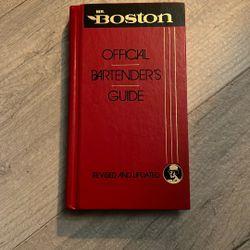 MR.
BOSTON
OFFICIAL
BARTENDER'S
GUIDE
REVISED AND UPDATED